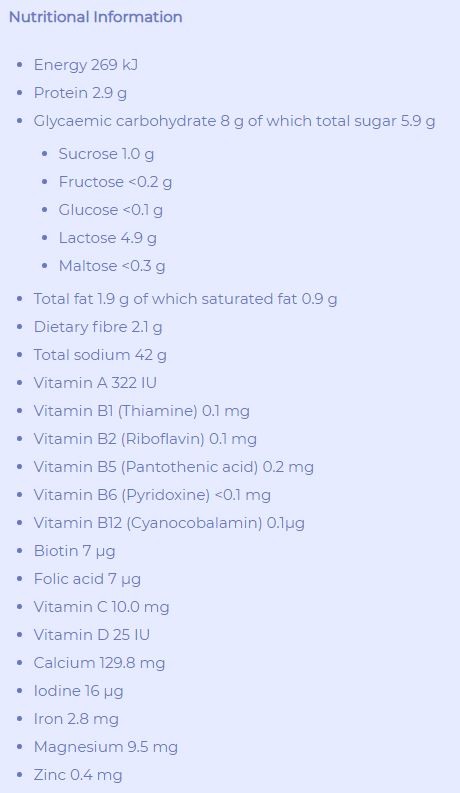 Nutritional Information
Energy 269 kJ
Protein 2.9 g
Glycaemic carbohydrate 8 g of which total sugar 5.9 g
Sucrose 1.0 g
Fructose <0.2 g
Glucose <0.1 g
Lactose 4.9 g
Maltose <0.3 g
Total fat 1.9 g of which saturated fat 0.9 g
Dietary fibre 2.1 g
Total sodium 42 g
Vitamin A 322 IU
Vitamin B1 (Thiamine) 0.1 mg
Vitamin B2 (Riboflavin) 0.1 mg
Vitamin B5 (Pantothenic acid) 0.2 mg
Vitamin B6 (Pyridoxine) <0.1 mg
Vitamin B12 (Cyanocobalamin) 0.1µg
Biotin 7 µg
Folic acid 7 µg
Vitamin C 10.0 mg
Vitamin D 25 IU
Calcium 129.8 mg
Iodine 16 µg
Iron 2.8 mg
Magnesium 9.5 mg
Zinc 0.4 mg